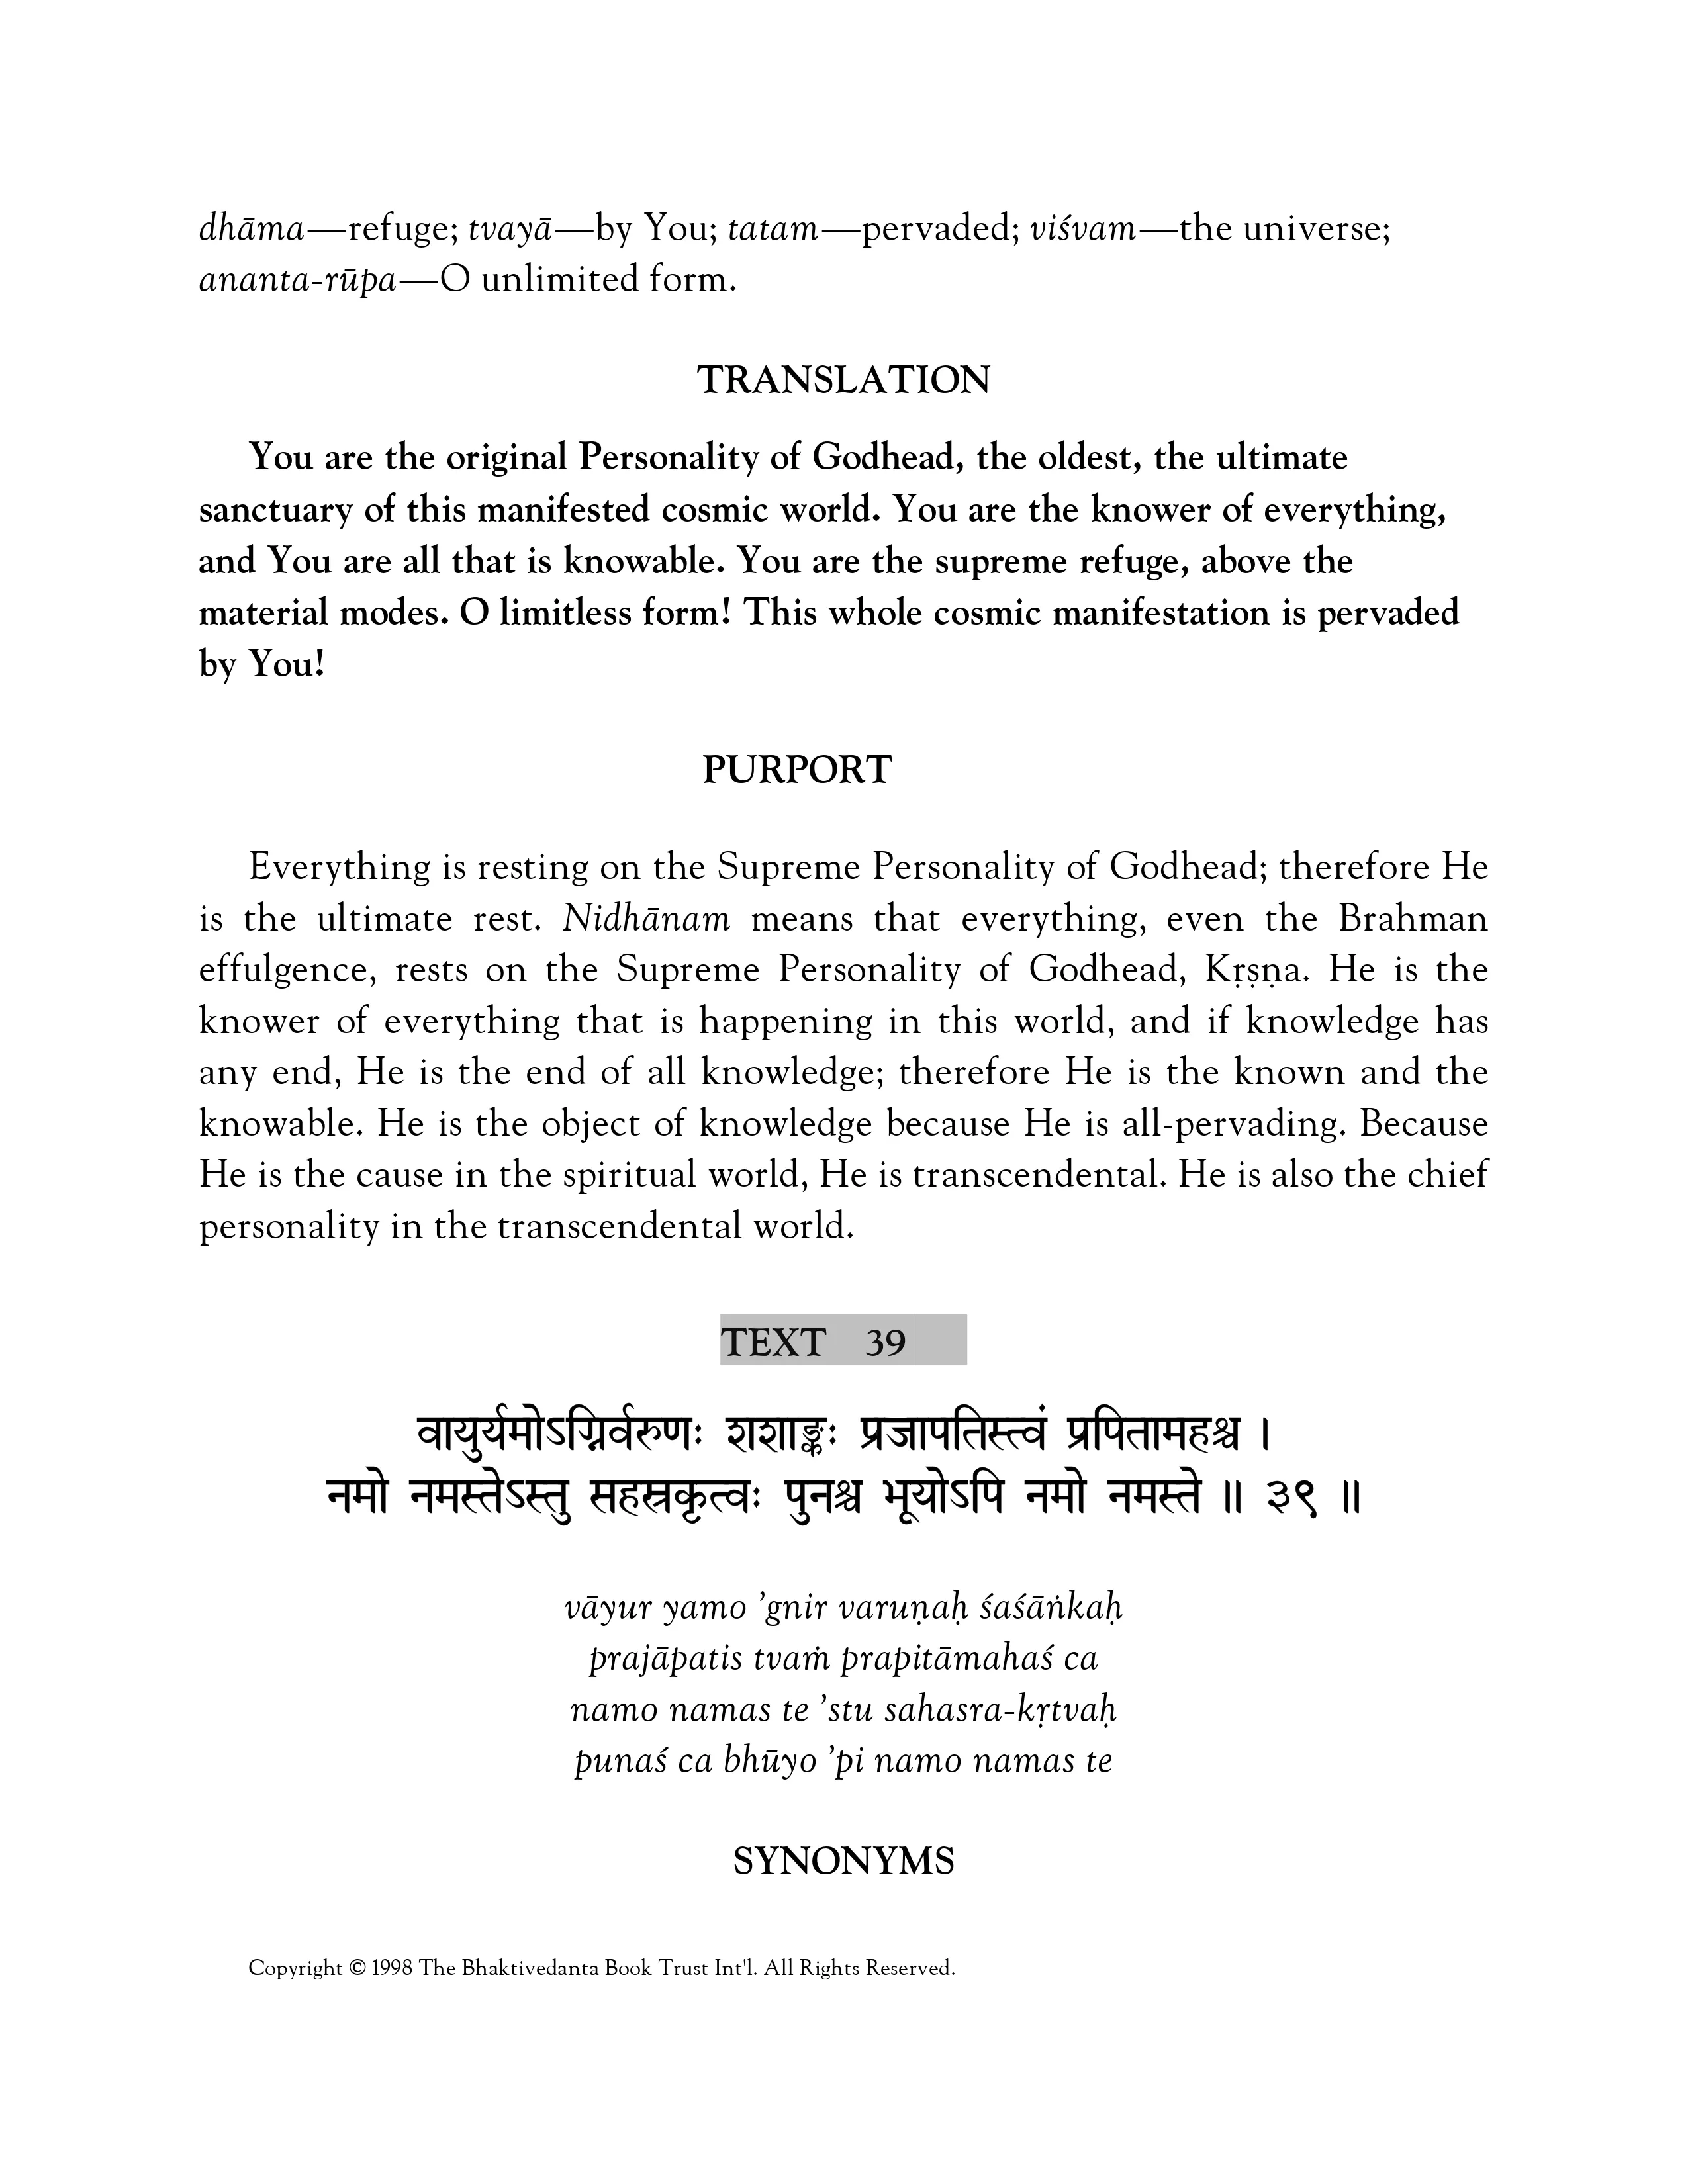 dhāma—refuge; tvayā—by You; tatam—pervaded; viśvam—the universe;
ananta-rūpa—O unlimited form.
TRANSLATION
You are the original Personality of Godhead, the oldest, the ultimate
sanctuary of this manifested cosmic world. You are the knower of everything,
and You are all that is knowable. You are the supreme refuge, above the
material modes. O limitless form! This whole cosmic manifestation is pervaded
by You!
PURPORT
Everything is resting on the Supreme Personality of Godhead; therefore He
is the ultimate rest. Nidhānam means that everything, even the Brahman
effulgence, rests on the Supreme Personality of Godhead, Kṛṣṇa. He is the
knower of everything that is happening in this world, and if knowledge has
any end, He is the end of all knowledge; therefore He is the known and the
knowable. He is the object of knowledge because He is all-pervading. Because
He is the cause in the spiritual world, He is transcendental. He is also the chief
personality in the transcendental world.
TEXT 39
वायुर्यमोऽग्निर्वरुणः शशाङ्कः प्रजापतिस्त्वं प्रपितामहश्च ।
नमो नमस्तेऽस्तु सहस्रकृत्वः पुनश्च भूयोऽपि नमो नमस्ते ॥ ३९ ॥
vāyur yamo ’gnir varuṇaḥ śaśāṅkaḥ
prajāpatis tvaṁ prapitāmahaś ca
namo namas te ’stu sahasra-kṛtvaḥ
punaś ca bhūyo ’pi namo namas te
SYNONYMS
Copyright © 1998 The Bhaktivedanta Book Trust Int'l. All Rights Reserved.